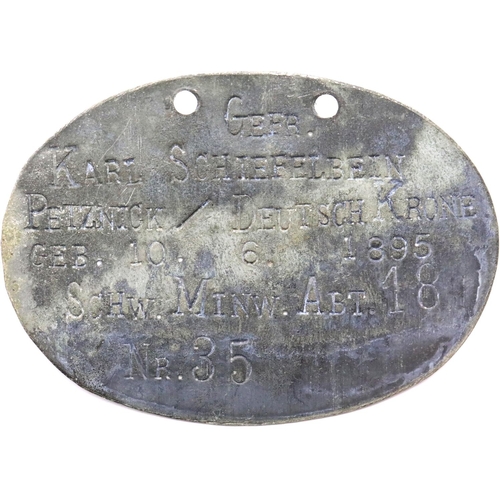 GEFR.
KARL SCHIEFELBEIN
PETZNICK / DEUTSCH KRONE
GEB. 10. 6. 1895
SCHW. MINW. ABT. 18
NR. 35